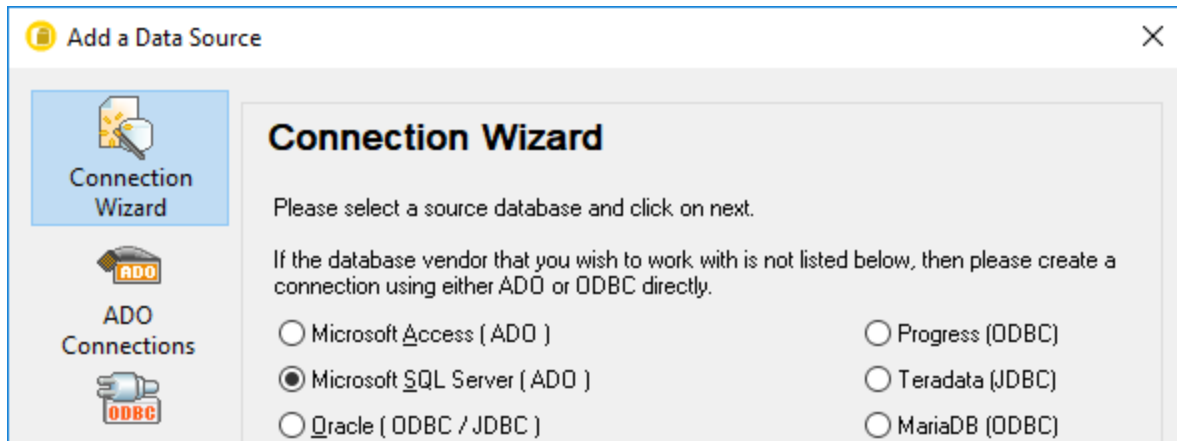 Add a Data Source
Connection
Wizard
ADO
ADO
Connections
ODBC
Connection Wizard
Please select a source database and click on next.
If the database vendor that you wish to work with is not listed below, then please create a
connection using either ADO or ODBC directly.
Microsoft Access ( ADO )
Progress (ODBC)
Microsoft SQL Server ( ADO )
Teradata (JDBC)
Oracle ( ODBC / JDBC )
MariaDB (ODBC)